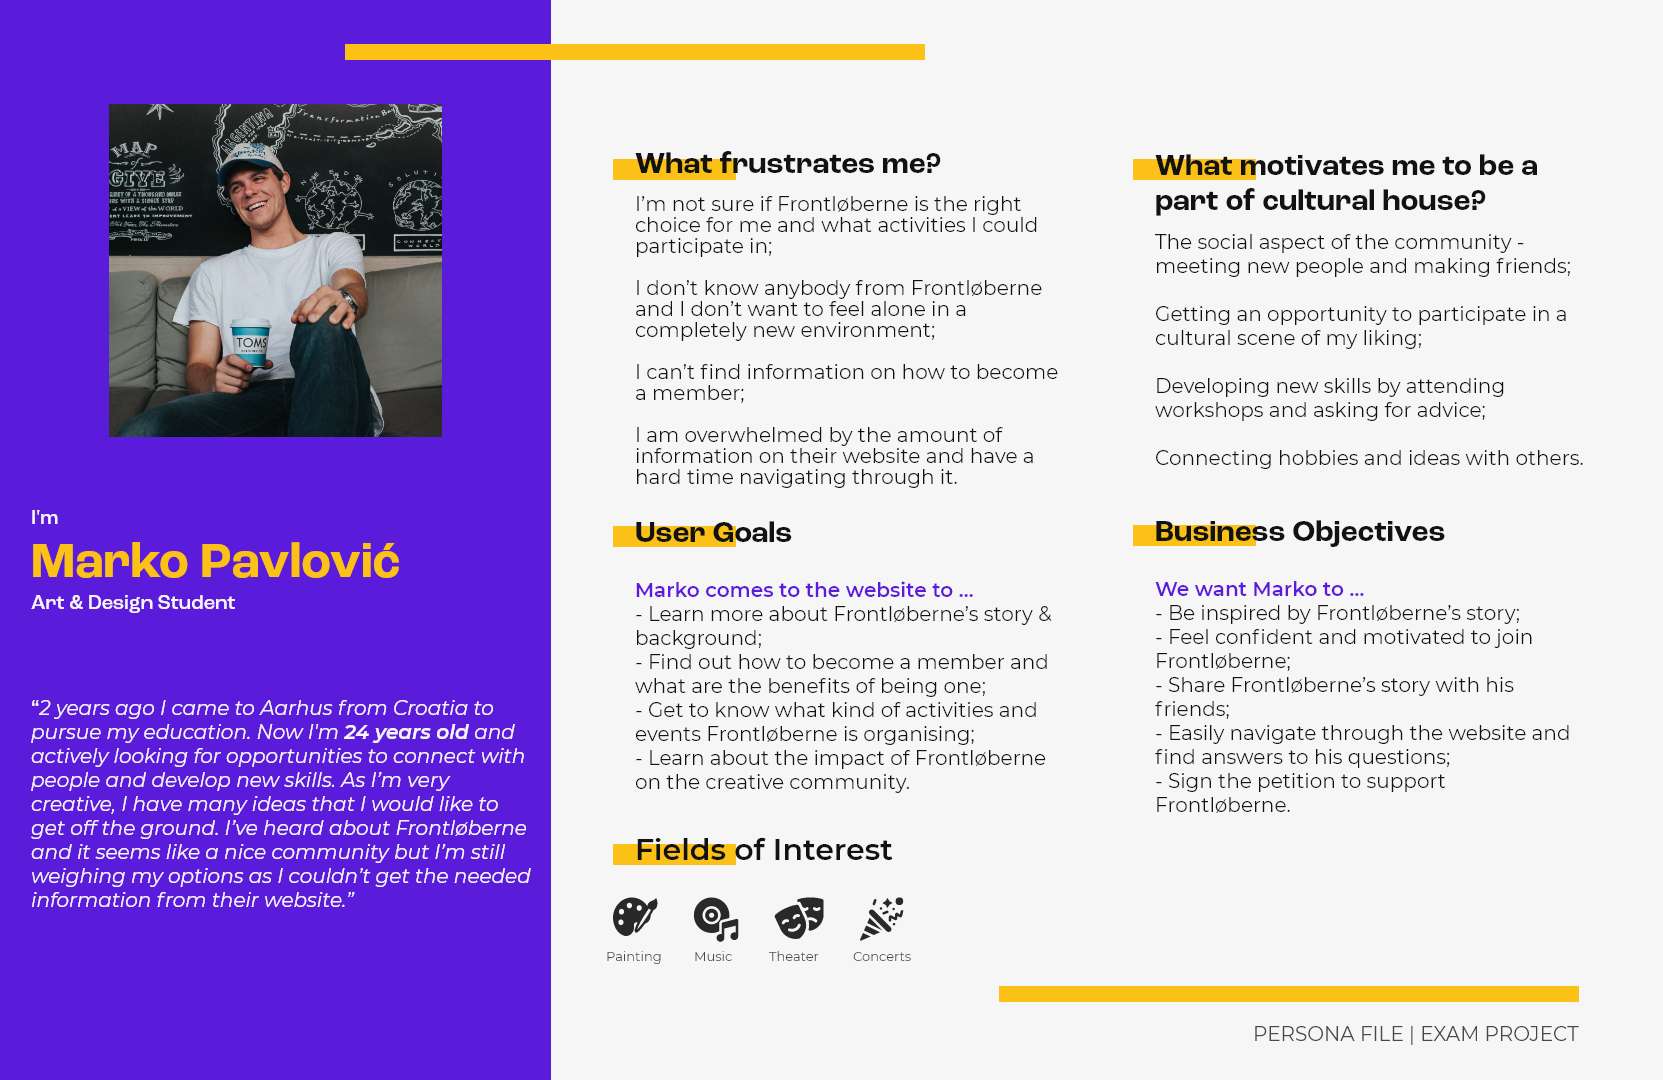 MAP
of
GIVE
ARGENTINA
TransformationBo
TOMS
I'm
Marko Pavlović
Art & Design Student
“2 years ago I came to Aarhus from Croatia to
pursue my education. Now I'm 24 years old and
actively looking for opportunities to connect with
people and develop new skills. As I’m very
creative, I have many ideas that I would like to
get off the ground. I’ve heard about Frontløberne
and it seems like a nice community but I’m still
weighing my options as I couldn’t get the needed
information from their website.”
What frustrates me?
I’m not sure if Frontløberne is the right
choice for me and what activities I could
participate in;
I don’t know anybody from Frontløberne
and I don’t want to feel alone in a
completely new environment;
I can’t find information on how to become
a member;
I am overwhelmed by the amount of
information on their website and have a
hard time navigating through it.
What motivates me to be a
part of cultural house?
The social aspect of the community -
meeting new people and making friends;
Getting an opportunity to participate in a
cultural scene of my liking;
Developing new skills by attending
workshops and asking for advice;
Connecting hobbies and ideas with others.
User Goals
Marko comes to the website to ...
- Learn more about Frontløberne’s story &
background;
- Find out how to become a member and
what are the benefits of being one;
- Get to know what kind of activities and
events Frontløberne is organising;
- Learn about the impact of Frontløberne
on the creative community.
Business Objectives
We want Marko to ...
- Be inspired by Frontløberne’s story;
- Feel confident and motivated to join
Frontløberne;
- Share Frontløberne’s story with his
friends;
- Easily navigate through the website and
find answers to his questions;
- Sign the petition to support
Frontløberne.
Fields of Interest
Painting
Music
Theater
Concerts
PERSONA FILE | EXAM PROJECT